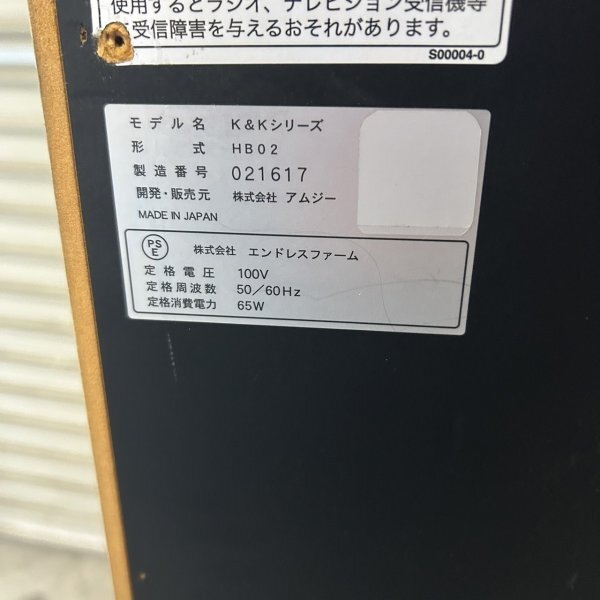 使用するとラジオ、テレビジョン受信機等
受信障害を与えるおそれがあります。
S00004-0
モデル名 K&Kシリーズ
形式 HB02
製造番号 021617
開発・販売元 株式会社 アムジー
MADE IN JAPAN
PSE 株式会社 エンドレスファーム
定格電圧 100V
定格周波数 50/60Hz
定格消費電力 65W